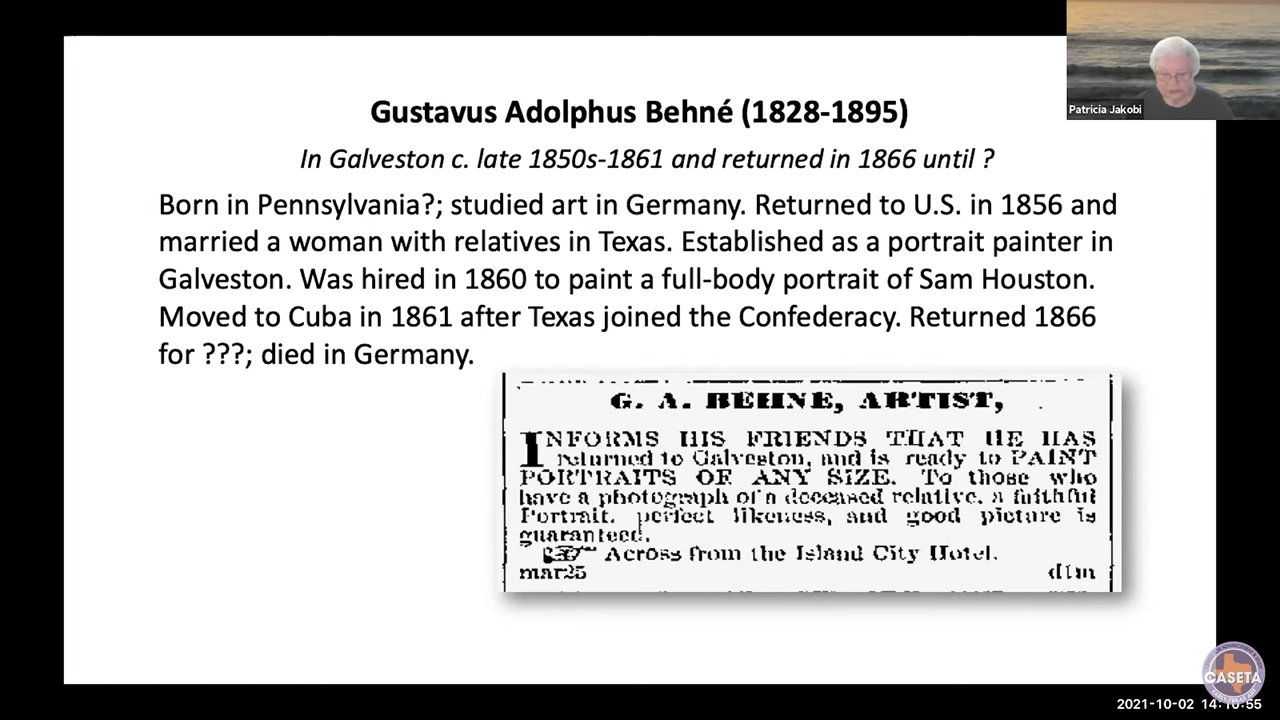 Gustavus Adolphus Behné (1828-1895)
In Galveston c. late 1850s-1861 and returned in 1866 until ?
Born in Pennsylvania?; studied art in Germany. Returned to U.S. in 1856 and
married a woman with relatives in Texas. Established as a portrait painter in
Galveston. Was hired in 1860 to paint a full-body portrait of Sam Houston.
Moved to Cuba in 1861 after Texas joined the Confederacy. Returned 1866
for ???; died in Germany.
G. A. BEHNE, ARTIST,
INFORMS HIS FRIENDS THAT HE HAS
returned to Galveston, and is ready to PAINT
PORTRAITS OF ANY SIZE. To those who
have a photograph of a deceased relative, a faithful
Portrait, perfect likeness, and good picture is
guaranteed.
☞ Across from the Island City Hotel.
mar25 d1m
Patricia Jakobi
CASETA
2021-10-02 14:10:55